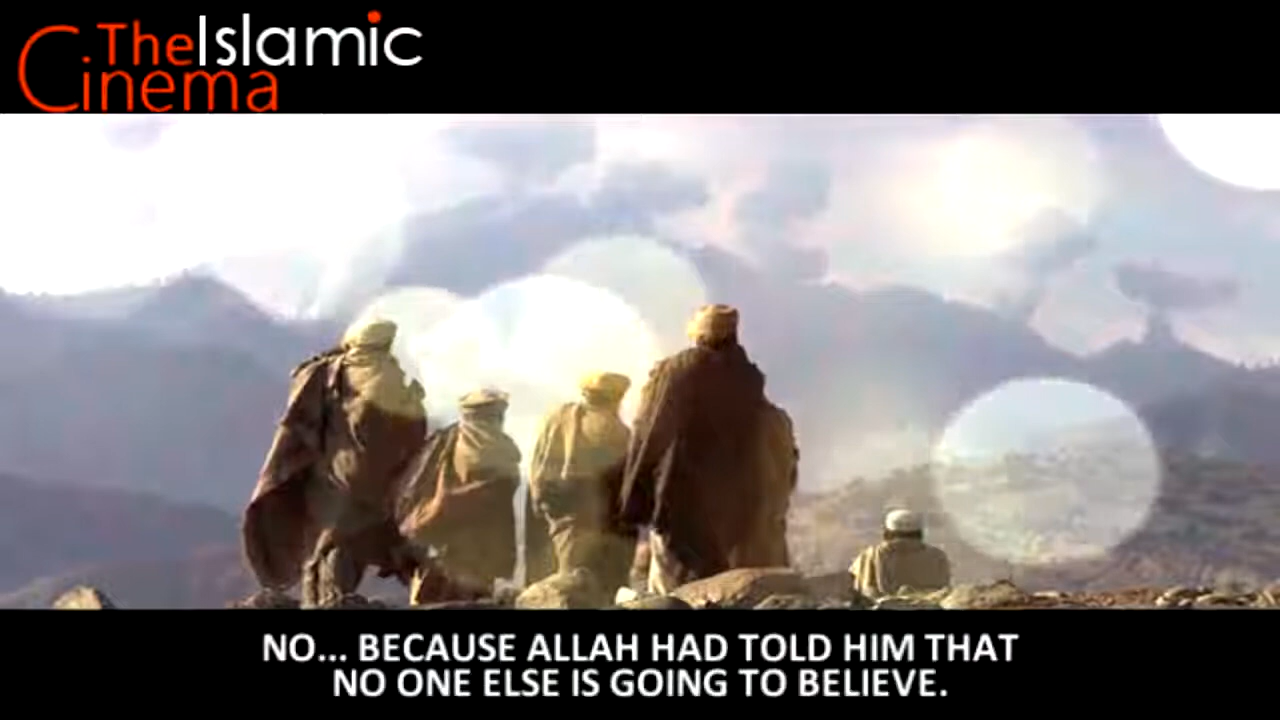 TheIslamic
Cinema
NO... BECAUSE ALLAH HAD TOLD HIM THAT
NO ONE ELSE IS GOING TO BELIEVE.